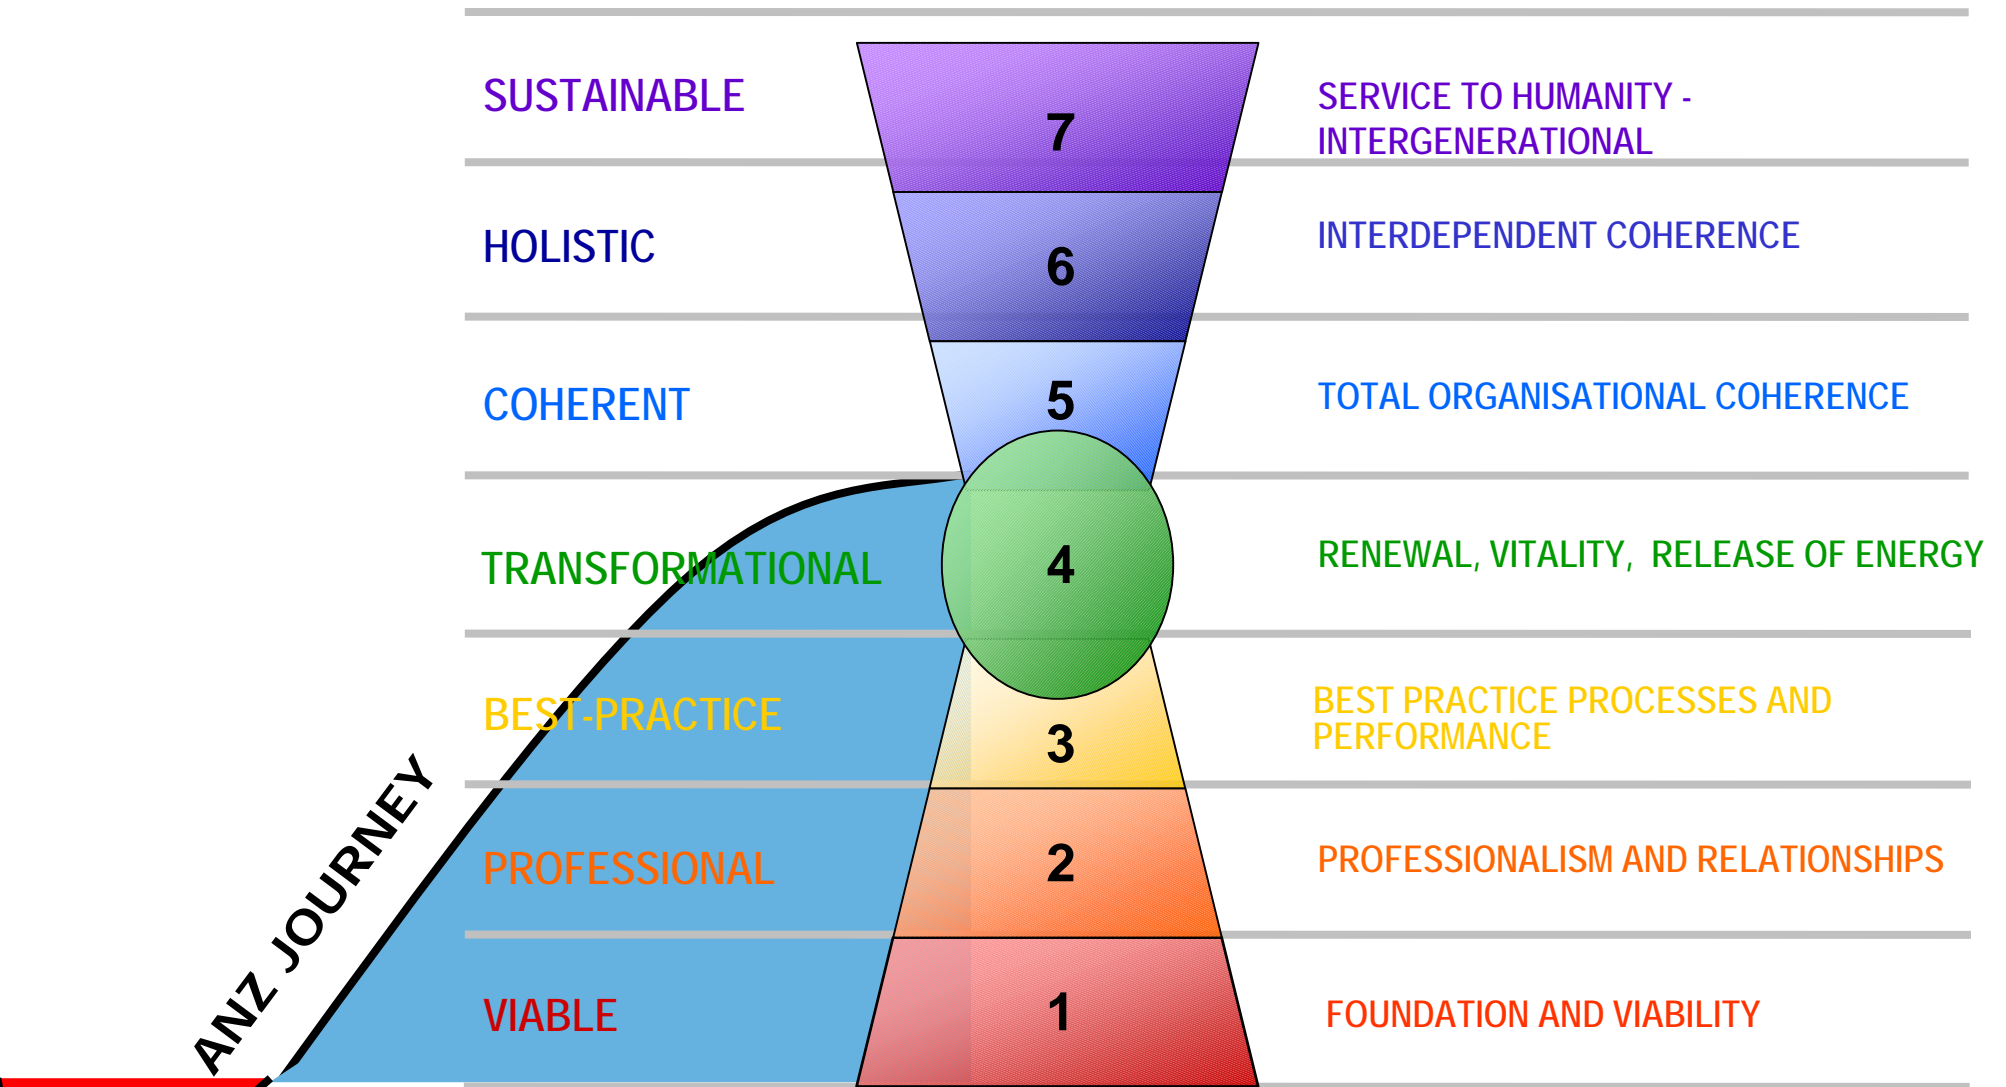 SUSTAINABLE
7
SERVICE TO HUMANITY -
INTERGENERATIONAL
HOLISTIC
6
INTERDEPENDENT COHERENCE
COHERENT
5
TOTAL ORGANISATIONAL COHERENCE
TRANSFORMATIONAL
4
RENEWAL, VITALITY, RELEASE OF ENERGY
BEST-PRACTICE
3
BEST PRACTICE PROCESSES AND
PERFORMANCE
PROFESSIONAL
2
PROFESSIONALISM AND RELATIONSHIPS
VIABLE
1
FOUNDATION AND VIABILITY
ANZ JOURNEY